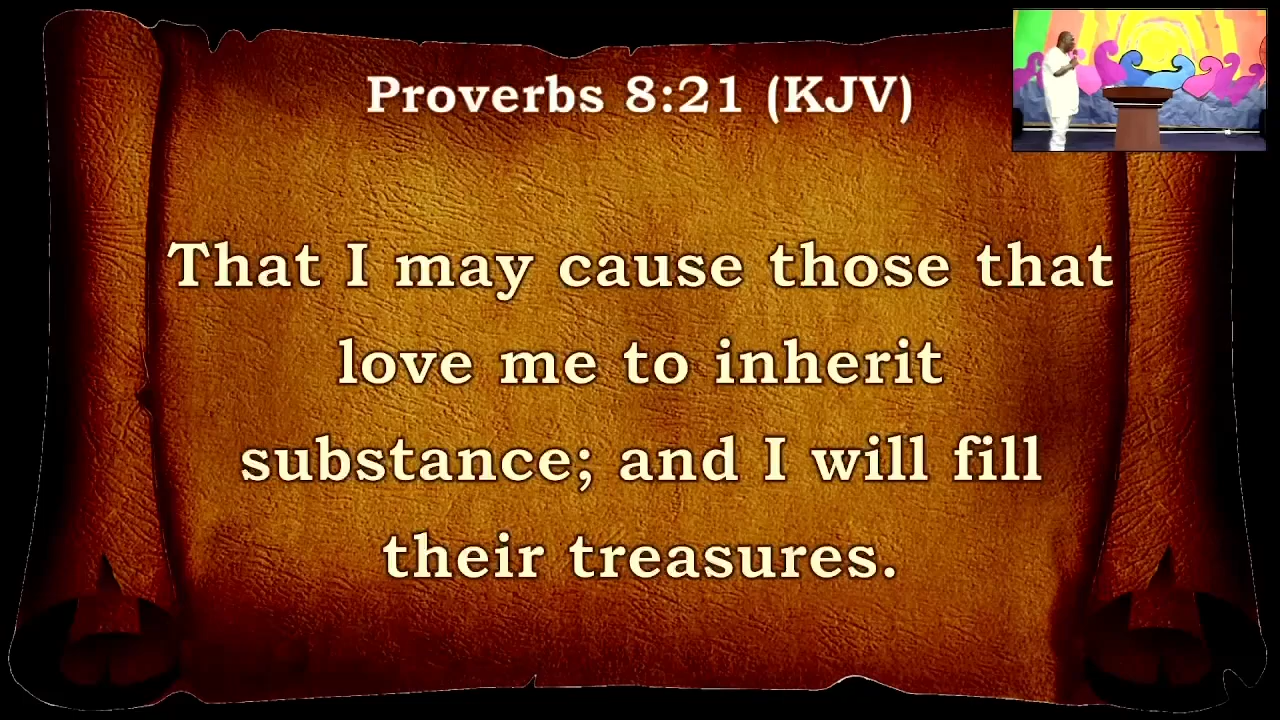 Proverbs 8:21 (KJV)
That I may cause those that
love me to inherit
substance; and I will fill
their treasures.